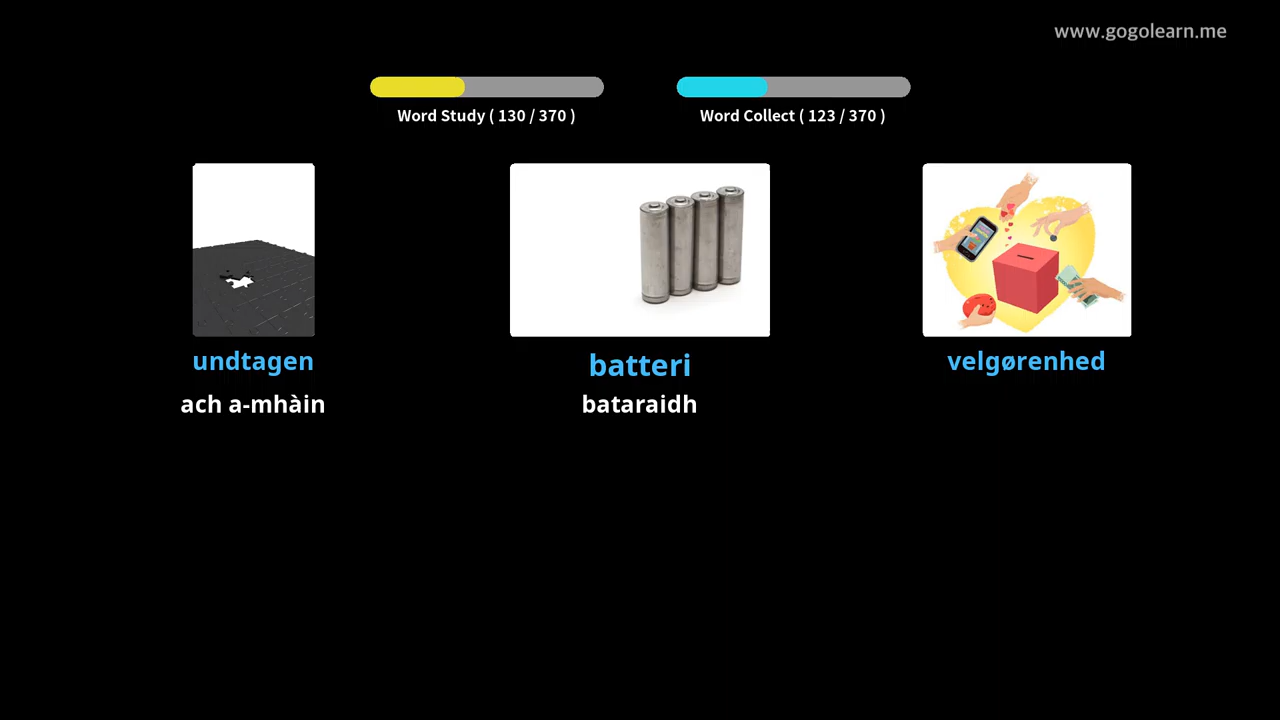 www.gogolearn.me
Word Study ( 130 / 370 )
Word Collect ( 123 / 370 )
undtagen
batteri
velgørenhed
ach a-mhàin
bataraidh